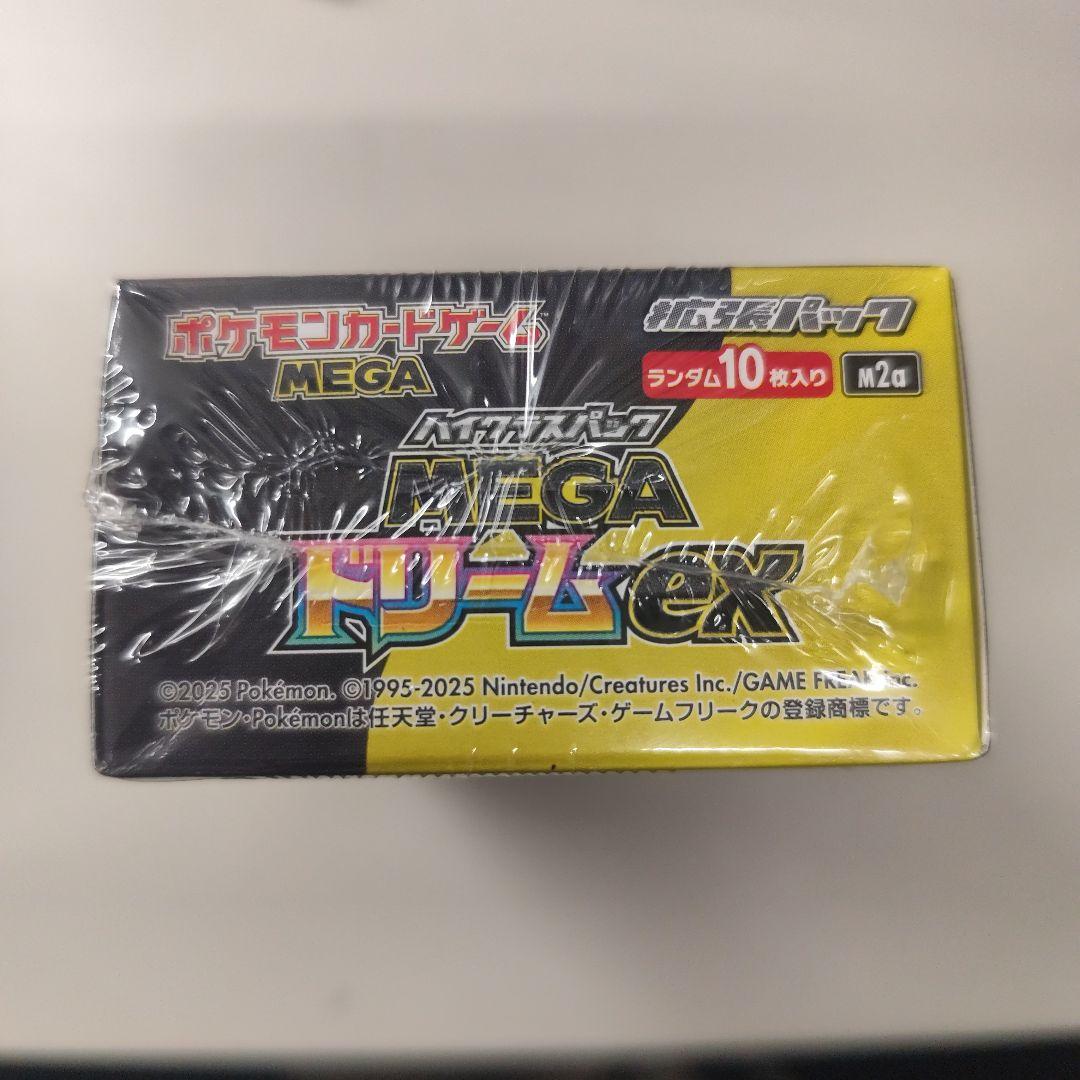 ポケモンカードゲーム™
MEGA
拡張パック
ランダム10枚入り
M2a
ハイクラスパック
MEGA
ドリームex
©2025 Pokémon. ©1995-2025 Nintendo/Creatures Inc./GAME FREAK inc.
ポケモン・Pokémonは任天堂・クリーチャーズ・ゲームフリークの登録商標です。